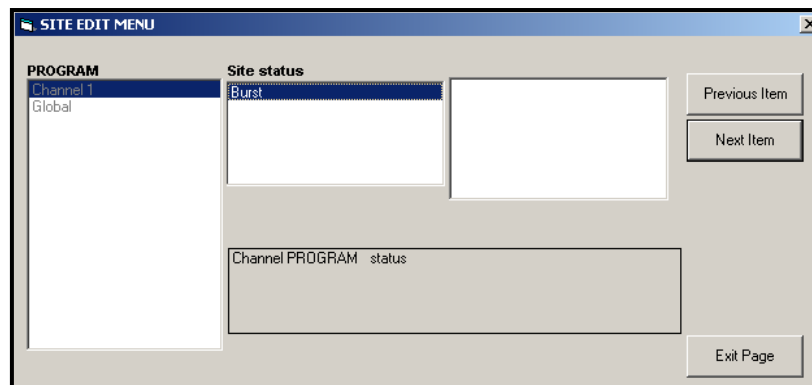 SITE EDIT MENU
PROGRAM
Channel 1
Global
Site status
Burst
Previous Item
Next Item
Channel PROGRAM status
Exit Page